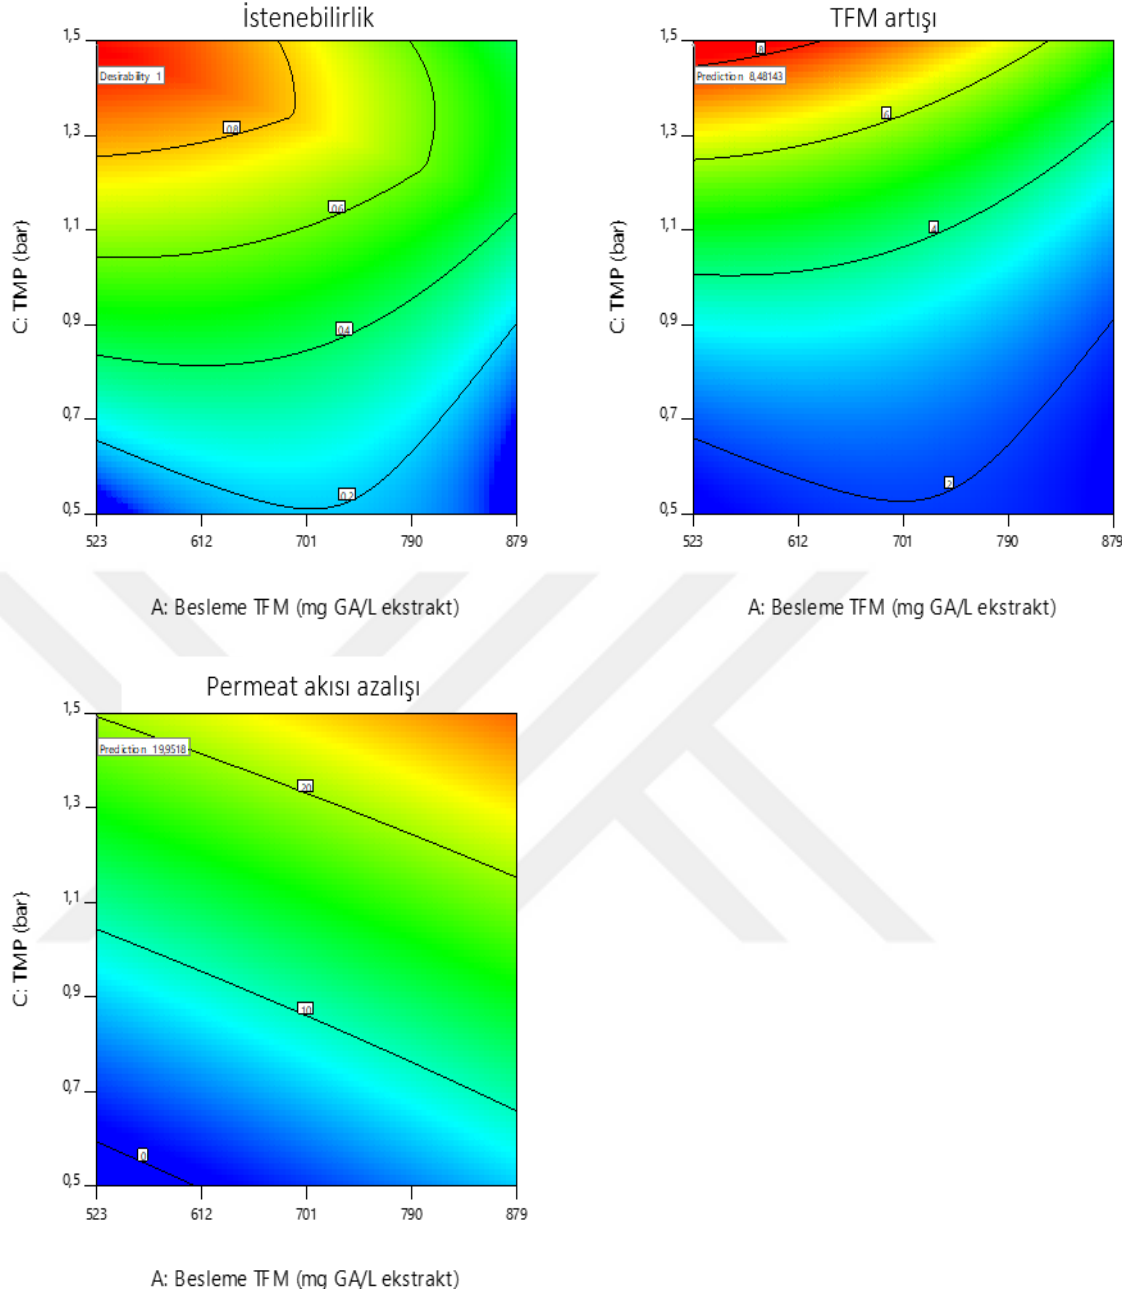 İstenebilirlik
1,5
1,3
1,1
0,9
0,7
0,5
C: TMP (bar)
Desirability 1
0.8
0.6
0.4
0.2
523 612 701 790 879
A: Besleme TFM (mg GA/L ekstrakt)
TFM artışı
1,5
1,3
1,1
0,9
0,7
0,5
C: TMP (bar)
Prediction 8,48143
8
6
4
2
523 612 701 790 879
A: Besleme TFM (mg GA/L ekstrakt)
Permeat akısı azalışı
1,5
1,3
1,1
0,9
0,7
0,5
C: TMP (bar)
Prediction 19,9518
20
10
0
523 612 701 790 879
A: Besleme TFM (mg GA/L ekstrakt)